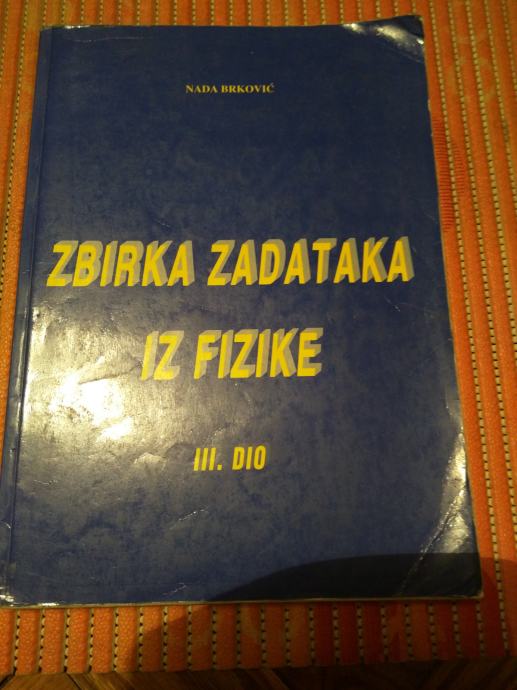 NADA BRKOVIĆ
ZBIRKA ZADATAKA
IZ FIZIKE
III. DIO